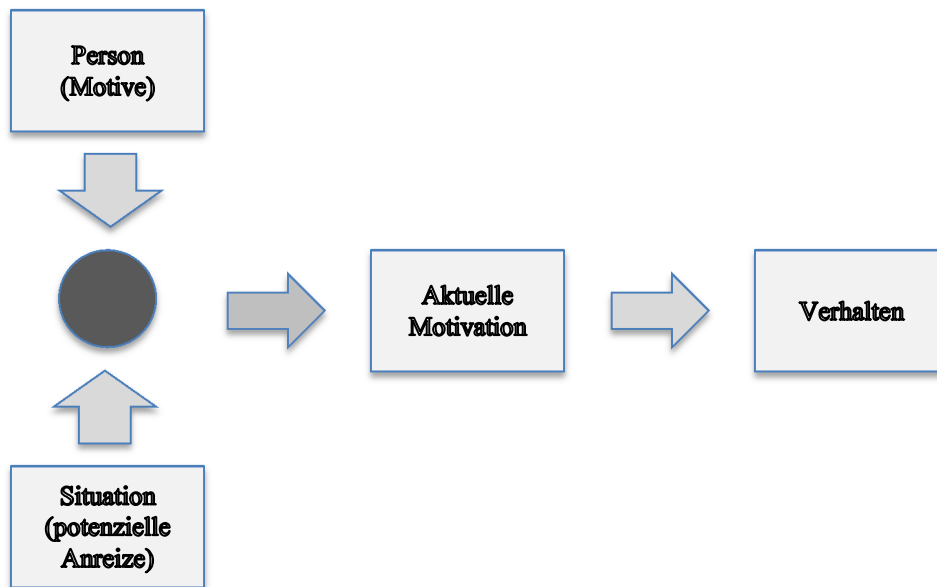 Person
(Motive)
Aktuelle
Motivation
Verhalten
Situation
(potenzielle
Anreize)